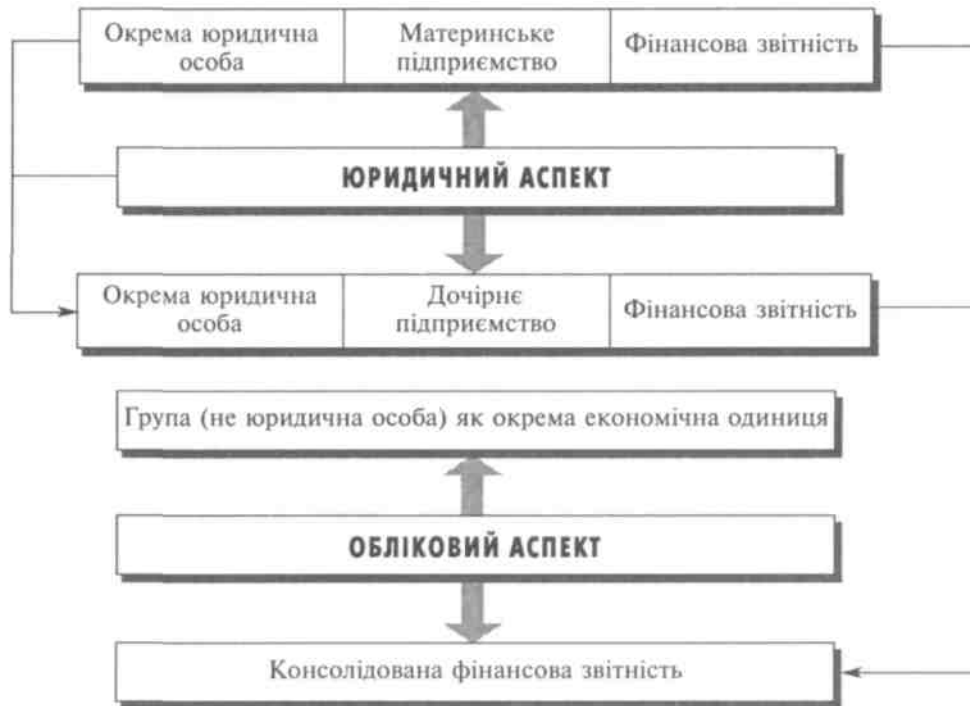 Окрема юридична
особа
Материнське
підприємство
Фінансова звітність
ЮРИДИЧНИЙ АСПЕКТ
Окрема юридична
особа
Дочірнє
підприємство
Фінансова звітність
Група (не юридична особа) як окрема економічна одиниця
ОБЛІКОВИЙ АСПЕКТ
Консолідована фінансова звітність